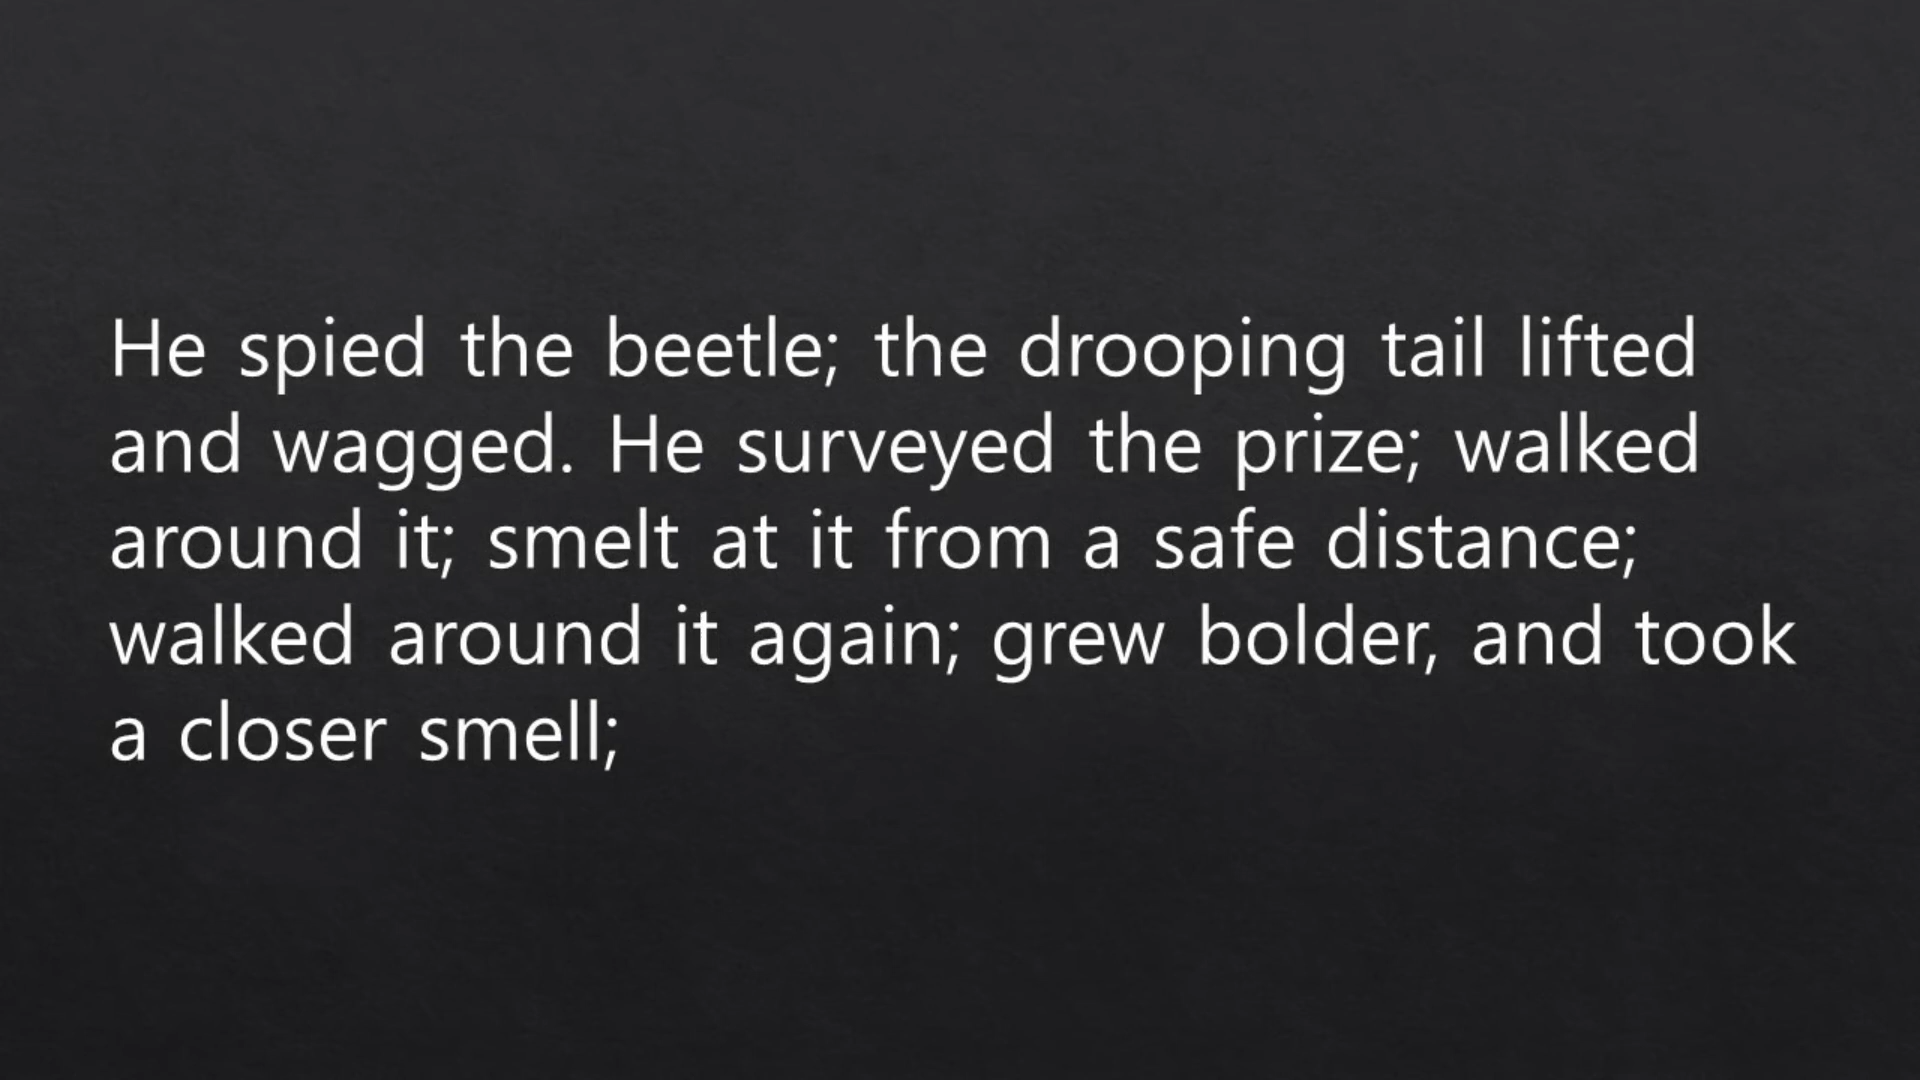 He spied the beetle; the drooping tail lifted
and wagged. He surveyed the prize; walked
around it; smelt at it from a safe distance;
walked around it again; grew bolder, and took
a closer smell;